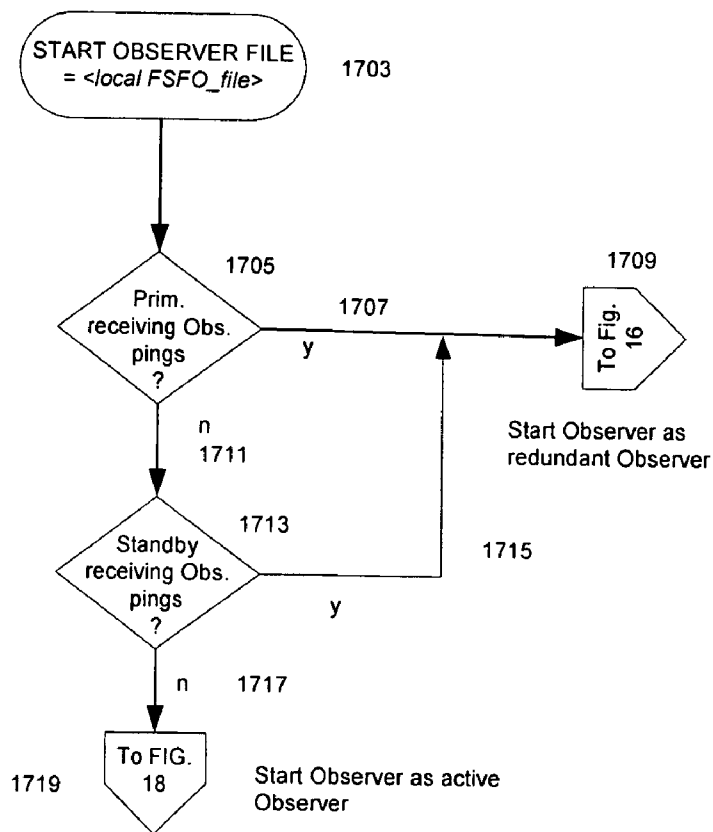 START OBSERVER FILE
= <local FSFO_file>
1703
1705
Prim.
receiving Obs.
pings
?
1707
y
1709
To Fig.
16
Start Observer as
redundant Observer
n
1711
1713
Standby
receiving Obs.
pings
?
1715
y
n
1717
1719
To FIG.
18
Start Observer as active
Observer